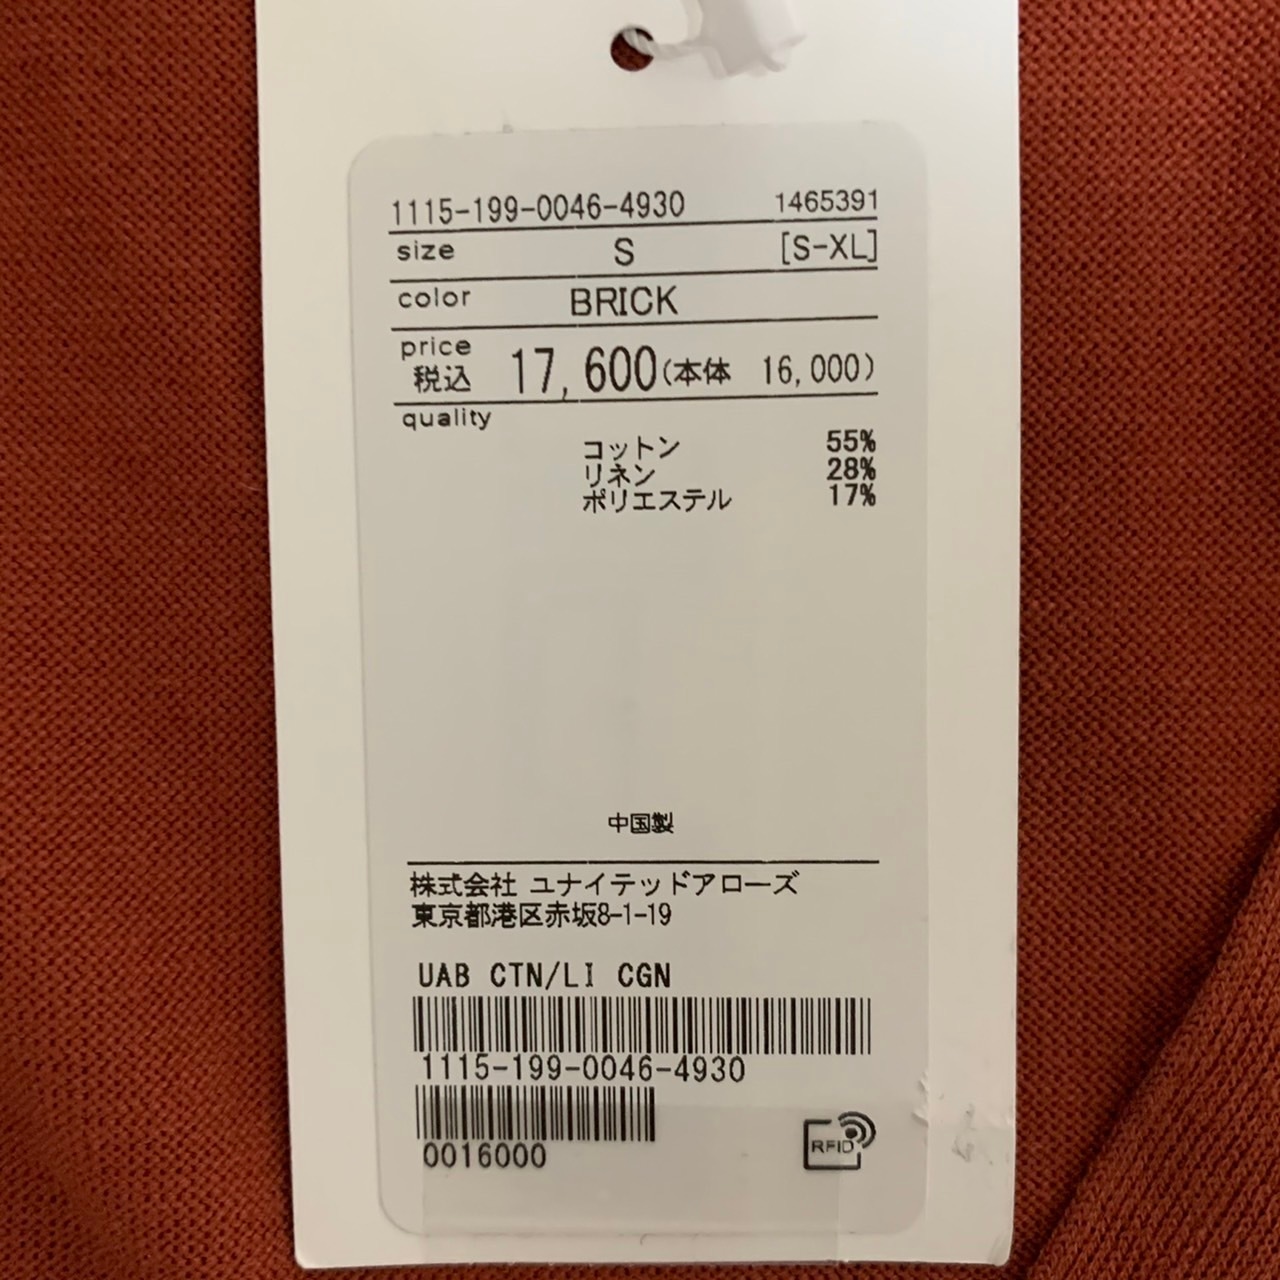 1115-199-0046-4930 1465391
size S [S-XL]
color BRICK
price
税込 17,600(本体 16,000)
quality
コットン 55%
リネン 28%
ポリエステル 17%
中国製
株式会社 ユナイテッドアローズ
東京都港区赤坂8-1-19
UAB CTN/LI CGN
1115-199-0046-4930
0016000
RFID